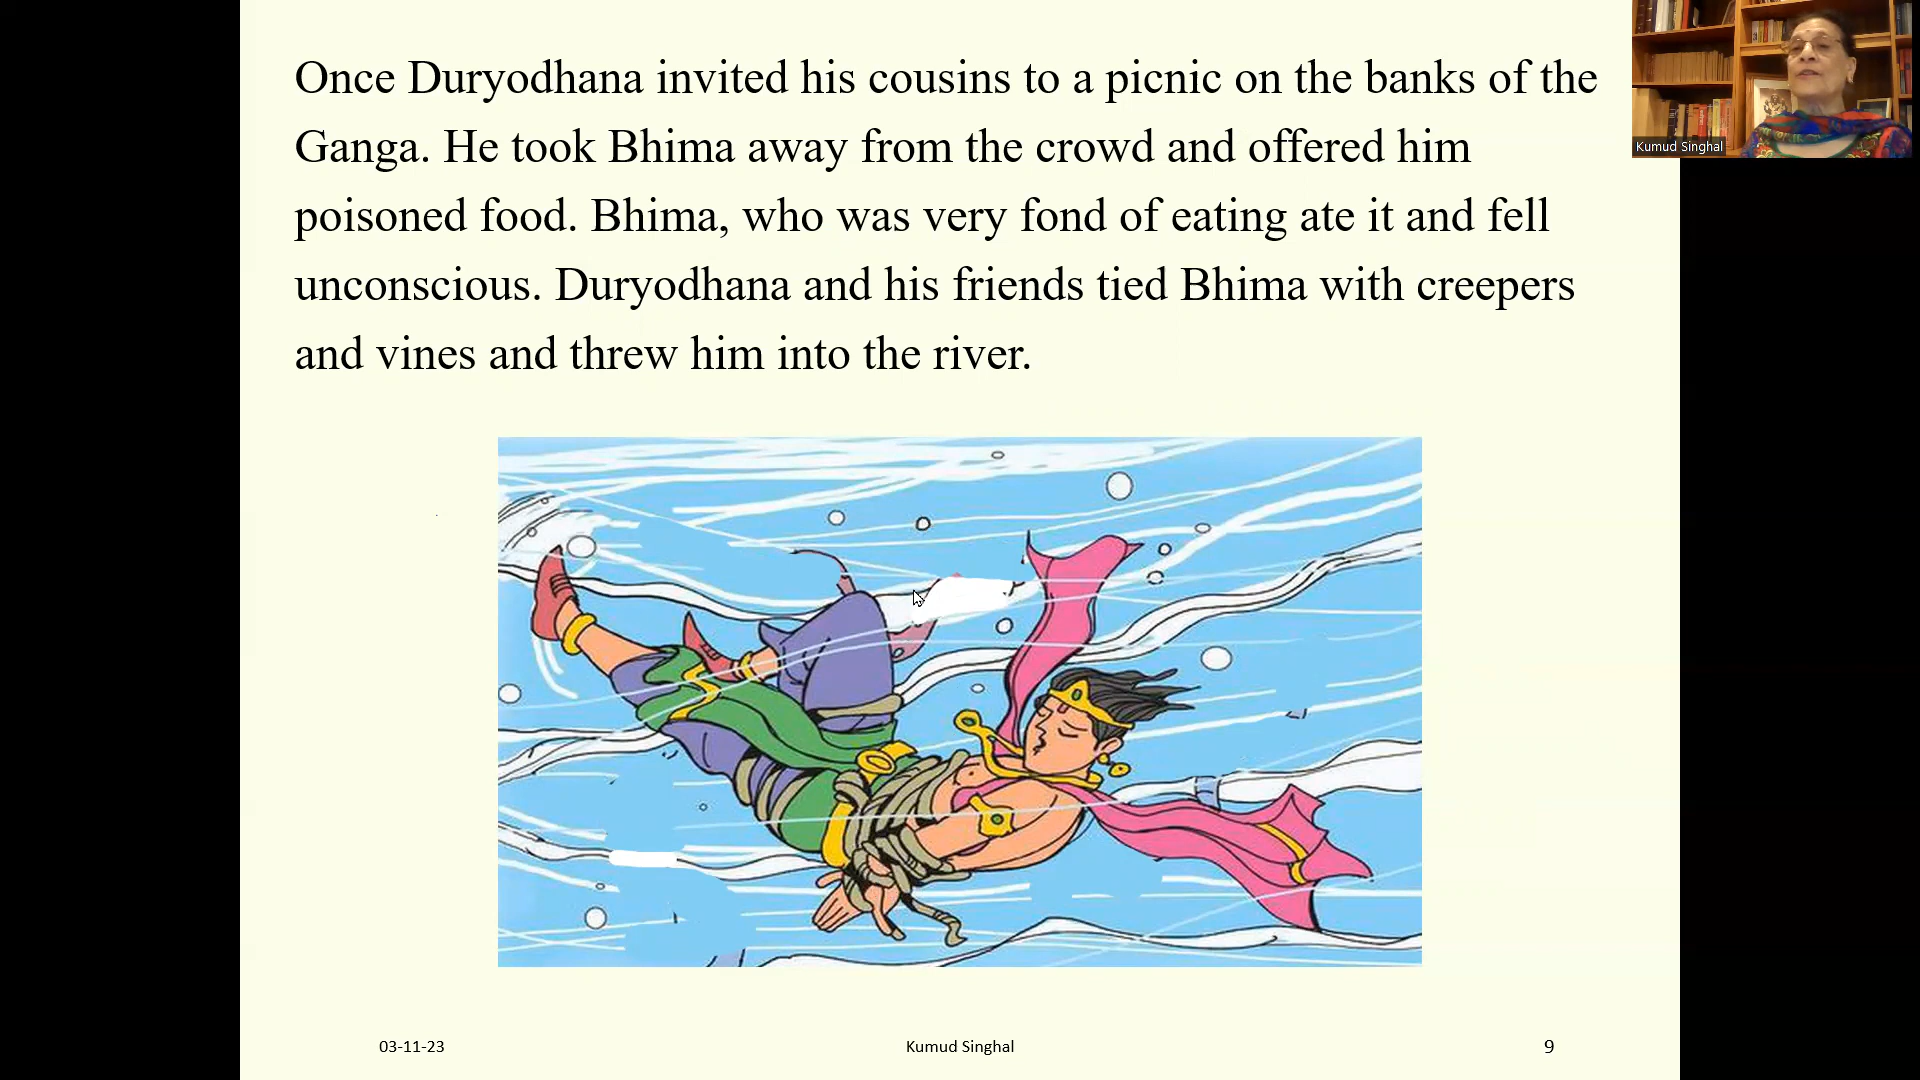 Once Duryodhana invited his cousins to a picnic on the banks of the
Ganga. He took Bhima away from the crowd and offered him
poisoned food. Bhima, who was very fond of eating ate it and fell
unconscious. Duryodhana and his friends tied Bhima with creepers
and vines and threw him into the river.
Kumud Singhal
03-11-23
Kumud Singhal
9